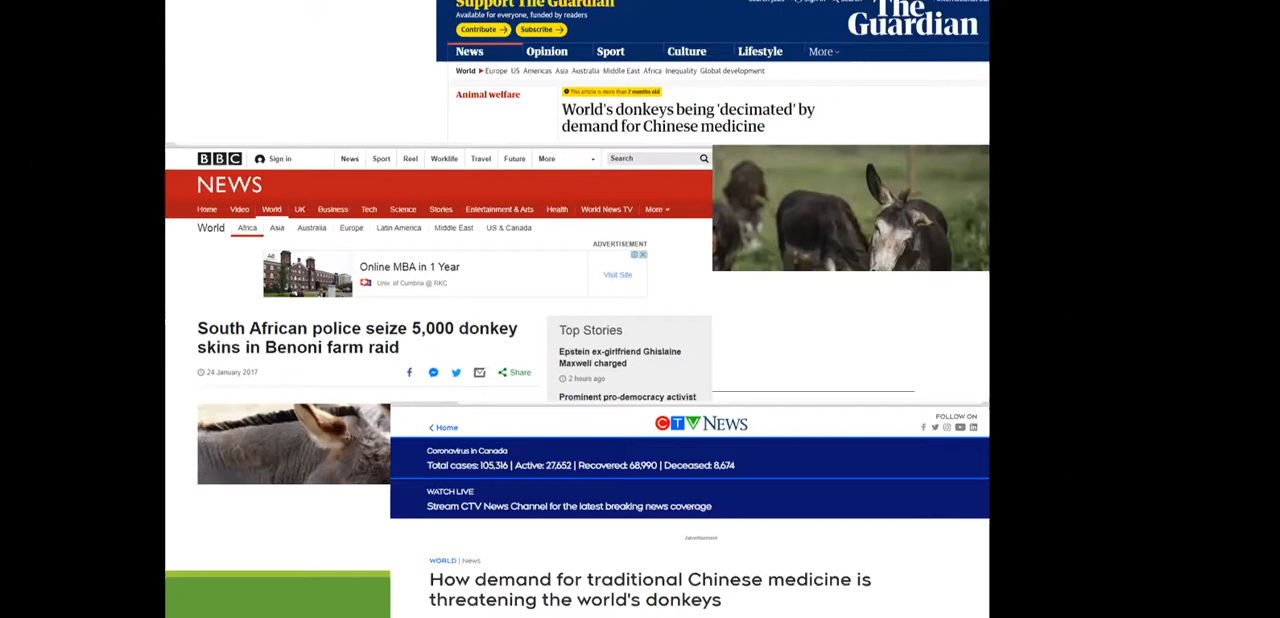 Support The Guardian
Available for everyone, funded by readers
Contribute → Subscribe →
The
Guardian
News Opinion Sport Culture Lifestyle More
World ▶ Europe US Americas Asia Australia Middle East Africa Inequality Global development
Animal welfare
This article is more than 7 months old
World's donkeys being 'decimated' by
demand for Chinese medicine
BBC Sign in News Sport Reel Worklife Travel Future More Search
NEWS
Home Video World UK Business Tech Science Stories Entertainment & Arts Health World News TV More
World Africa Asia Australia Europe Latin America Middle East US & Canada
ADVERTISEMENT
Ad
Online MBA in 1 Year
Univ. of Cumbria @ RKC
Visit Site
South African police seize 5,000 donkey
skins in Benoni farm raid
24 January 2017
Share
Top Stories
Epstein ex-girlfriend Ghislaine
Maxwell charged
2 hours ago
Prominent pro-democracy activist
Home
CTV NEWS
FOLLOW ON
Coronavirus in Canada
Total cases: 105,316 | Active: 27,652 | Recovered: 68,990 | Deceased: 8,674
WATCH LIVE
Stream CTV News Channel for the latest breaking news coverage
Advertisement
WORLD | News
How demand for traditional Chinese medicine is
threatening the world's donkeys